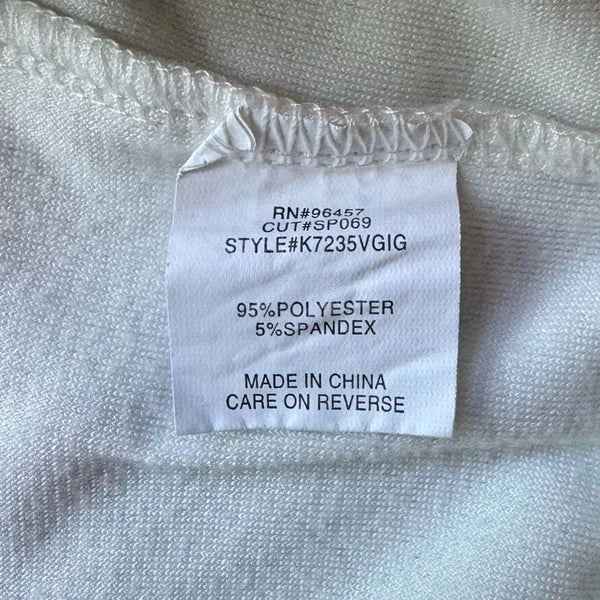 RN#96457
CUT#SP069
STYLE#K7235VGIG
95%POLYESTER
5%SPANDEX
MADE IN CHINA
CARE ON REVERSE